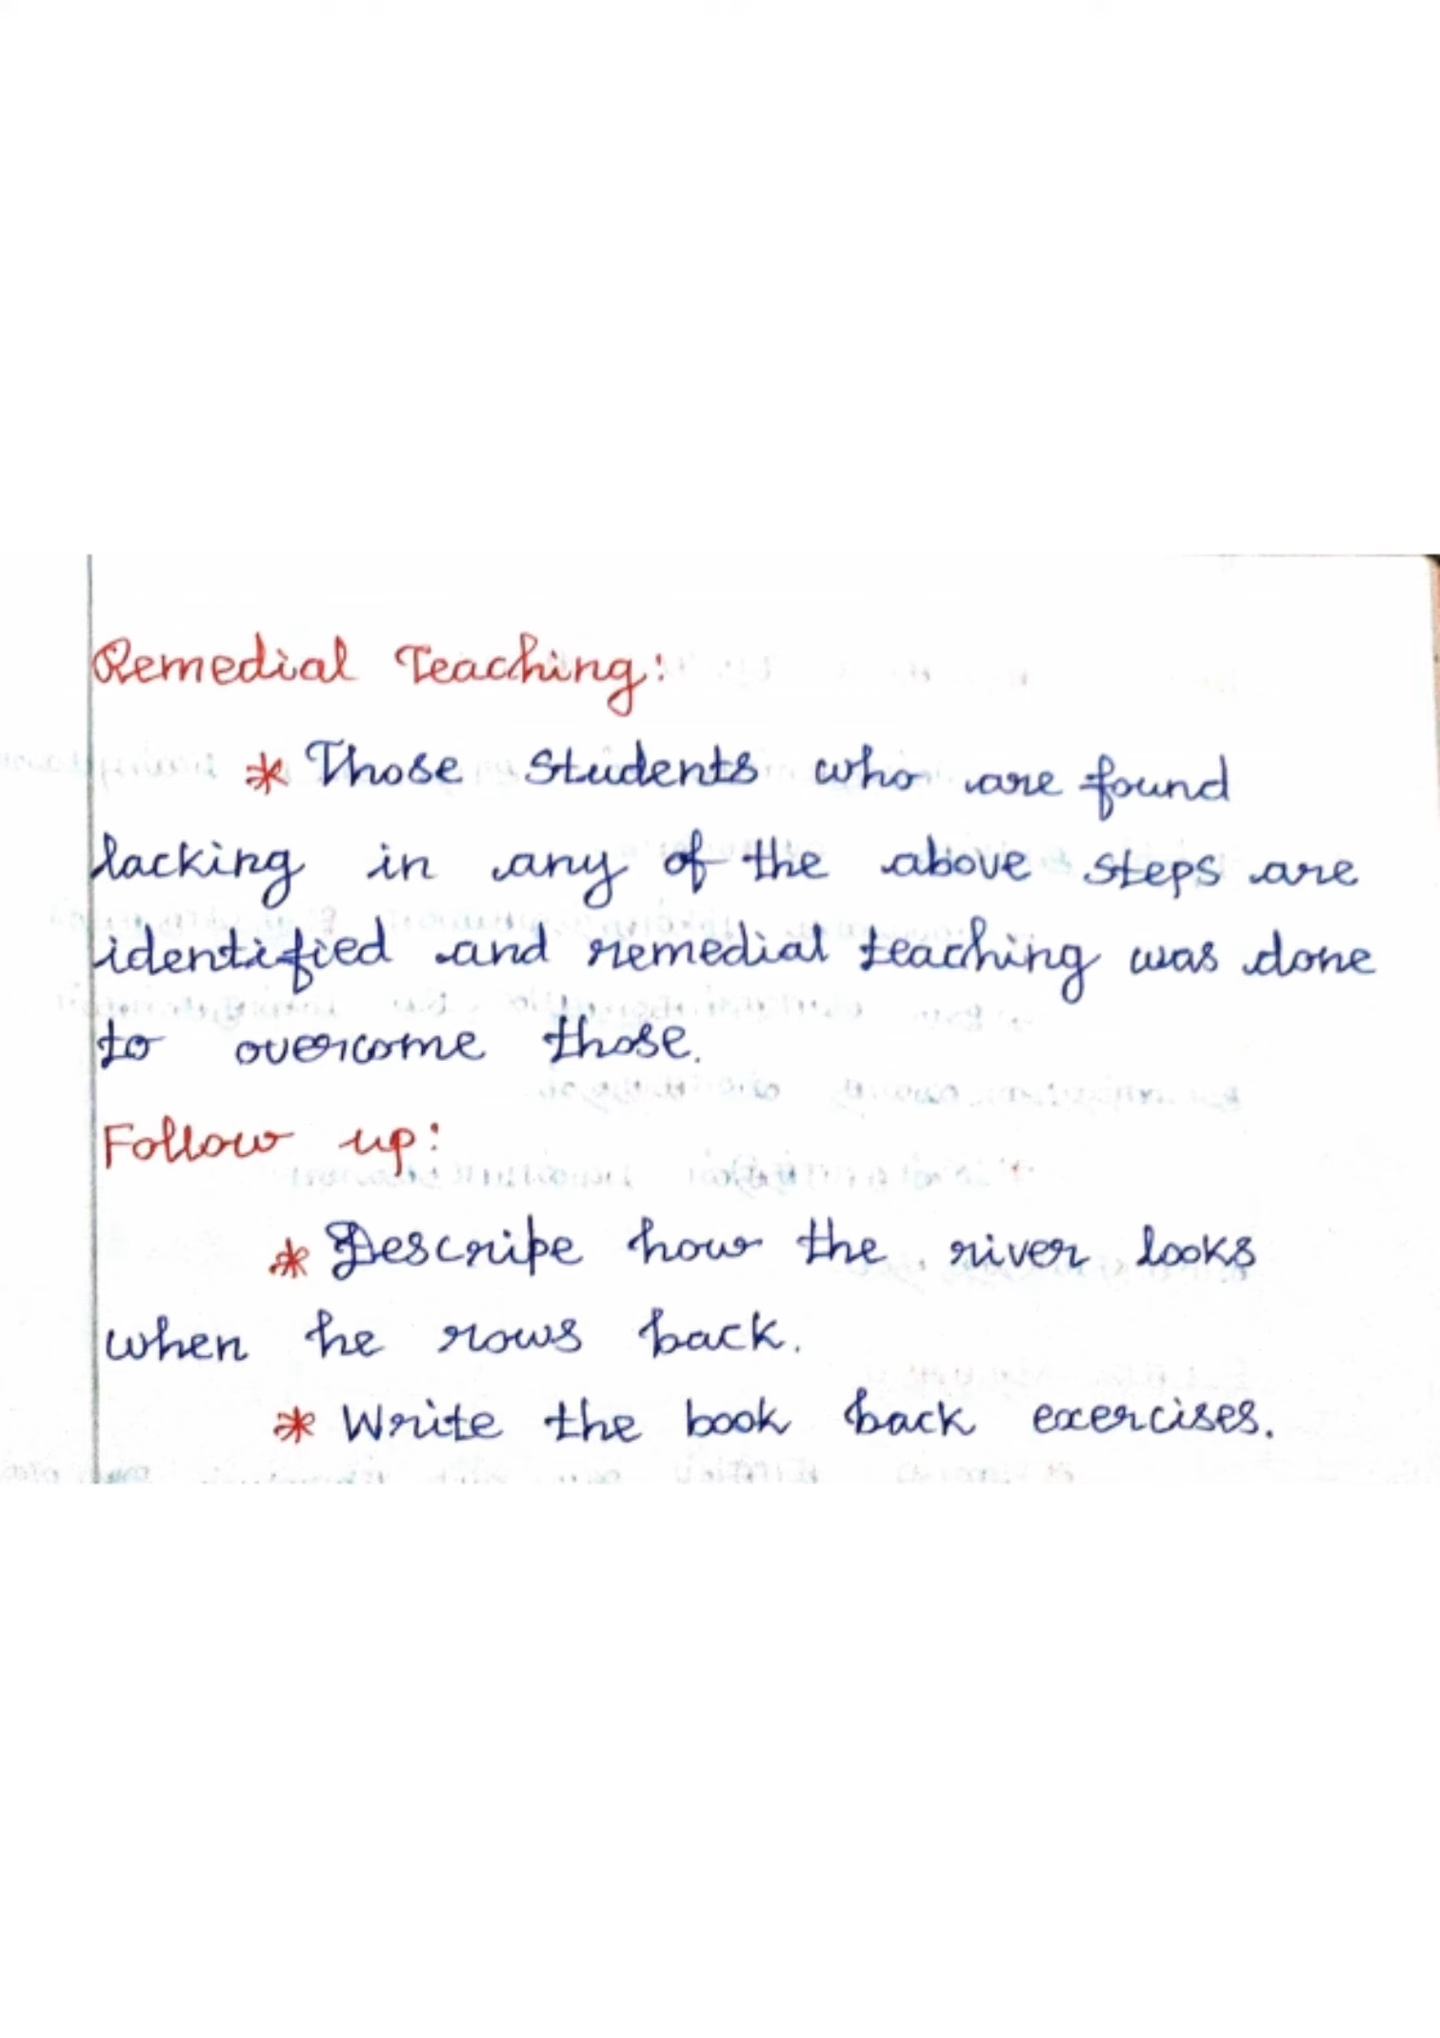 Remedial Teaching:
* Those Students who are found
lacking in any of the above steps are
identified and remedial teaching was done
to overcome those.
Follow up:
* Describe how the river looks
when he rows back.
* Write the book back exercises.